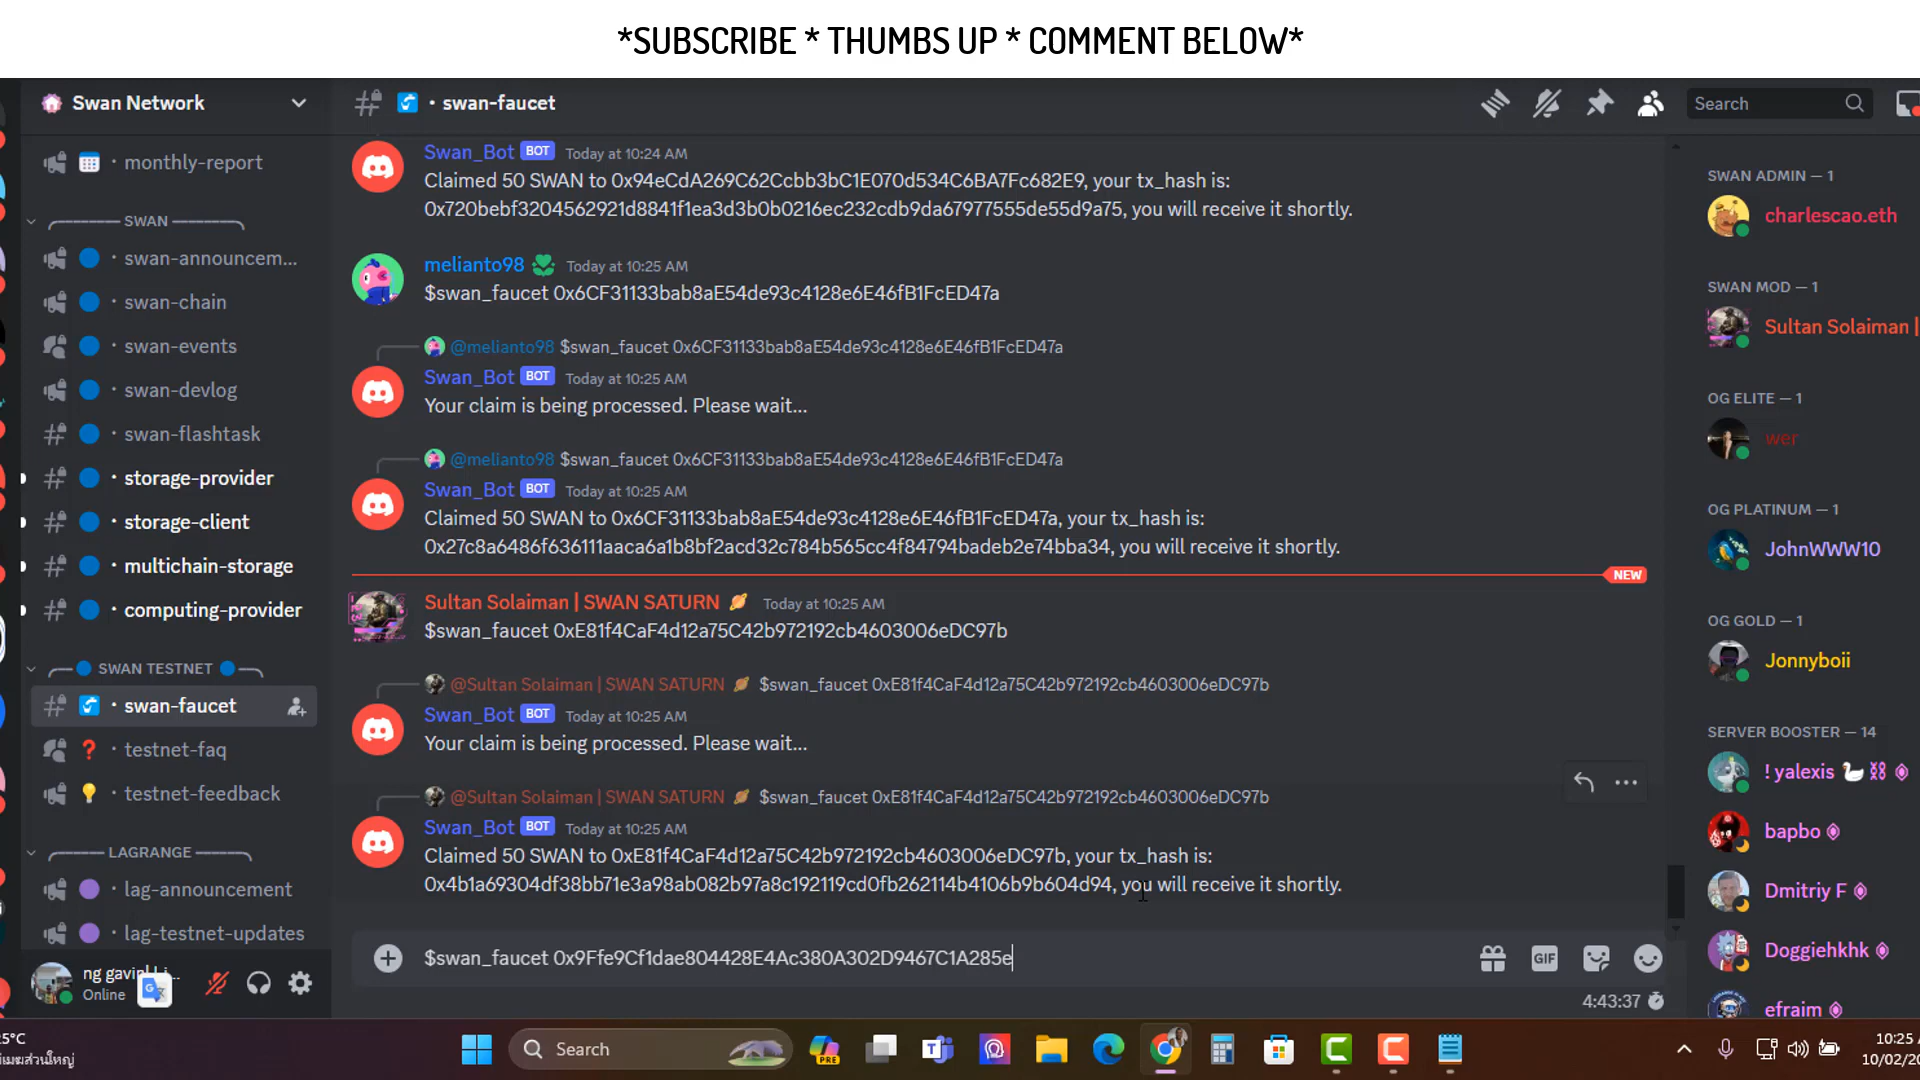 *SUBSCRIBE * THUMBS UP * COMMENT BELOW*
Swan Network
monthly-report
SWAN
swan-announcem...
swan-chain
swan-events
swan-devlog
swan-flashtask
storage-provider
storage-client
multichain-storage
computing-provider
SWAN TESTNET
swan-faucet
testnet-faq
testnet-feedback
LAGRANGE
lag-announcement
lag-testnet-updates
ng gavin
Online
swan-faucet
Search
Swan_Bot BOT Today at 10:24 AM
Claimed 50 SWAN to 0x94eCdA269C62Ccbb3bC1E070d534C6BA7Fc682E9, your tx_hash is:
0x720bebf3204562921d8841f1ea3d3b0b0216ec232cdb9da67977555de55d9a75, you will receive it shortly.
melianto98 Today at 10:25 AM
$swan_faucet 0x6CF31133bab8aE54de93c4128e6E46fB1FcED47a
@melianto98 $swan_faucet 0x6CF31133bab8aE54de93c4128e6E46fB1FcED47a
Swan_Bot BOT Today at 10:25 AM
Your claim is being processed. Please wait...
@melianto98 $swan_faucet 0x6CF31133bab8aE54de93c4128e6E46fB1FcED47a
Swan_Bot BOT Today at 10:25 AM
Claimed 50 SWAN to 0x6CF31133bab8aE54de93c4128e6E46fB1FcED47a, your tx_hash is:
0x27c8a6486f636111aaca6a1b8bf2acd32c784b565cc4f84794badeb2e74bba34, you will receive it shortly.
NEW
Sultan Solaiman | SWAN SATURN Today at 10:25 AM
$swan_faucet 0xE81f4CaF4d12a75C42b972192cb4603006eDC97b
@Sultan Solaiman | SWAN SATURN $swan_faucet 0xE81f4CaF4d12a75C42b972192cb4603006eDC97b
Swan_Bot BOT Today at 10:25 AM
Your claim is being processed. Please wait...
@Sultan Solaiman | SWAN SATURN $swan_faucet 0xE81f4CaF4d12a75C42b972192cb4603006eDC97b
Swan_Bot BOT Today at 10:25 AM
Claimed 50 SWAN to 0xE81f4CaF4d12a75C42b972192cb4603006eDC97b, your tx_hash is:
0x4b1a69304df38bb71e3a98ab082b97a8c192119cd0fb262114b4106b9b604d94, you will receive it shortly.
$swan_faucet 0x9Ffe9Cf1dae804428E4Ac380A302D9467C1A285e
GIF
4:43:37
SWAN ADMIN — 1
charlescao.eth
SWAN MOD — 1
Sultan Solaiman |
OG ELITE — 1
wer
OG PLATINUM — 1
JohnWWW10
OG GOLD — 1
Jonnyboii
SERVER BOOSTER — 14
! yalexis
bapbo
Dmitriy F
Doggiehkhk
efraim
Search
PRE
10:25